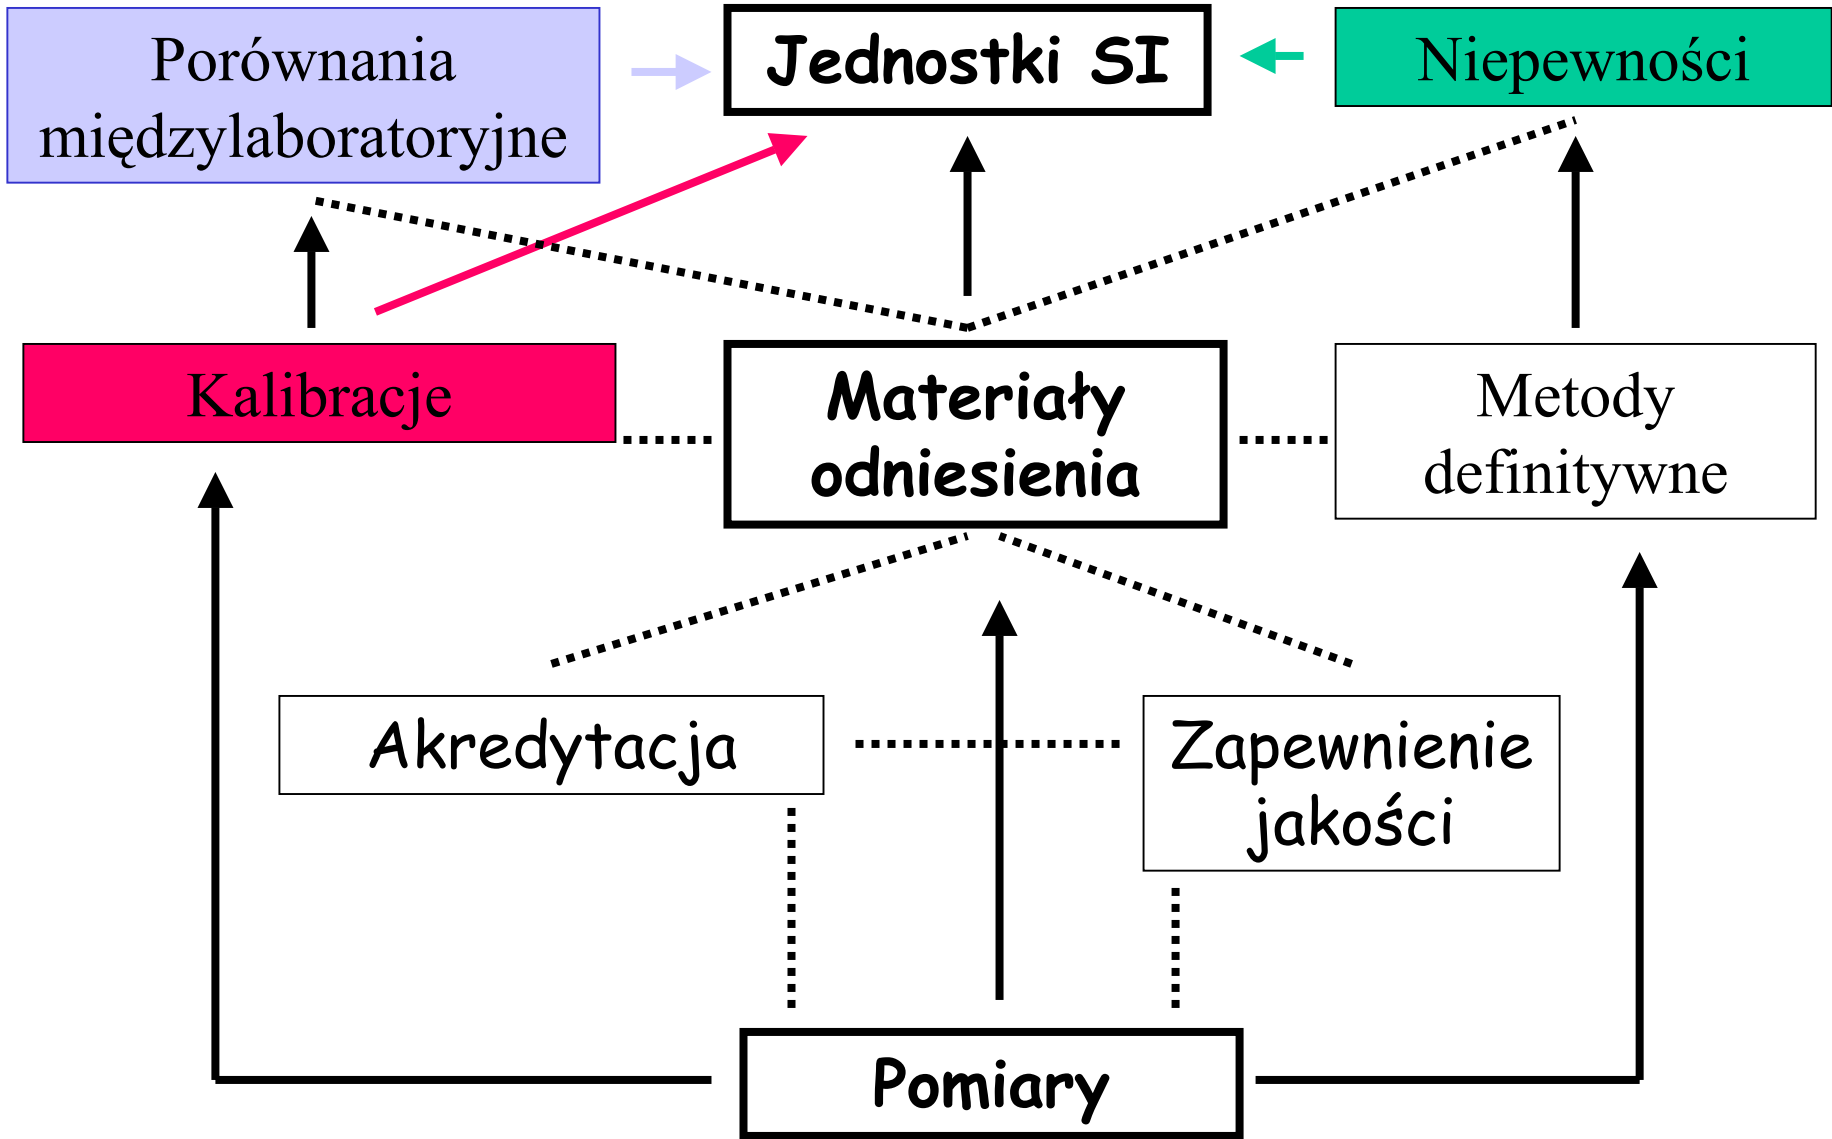 Porównania
międzylaboratoryjne
Jednostki SI
Niepewności
Kalibracje
Materiały
odniesienia
Metody
definitywne
Akredytacja
Zapewnienie
jakości
Pomiary